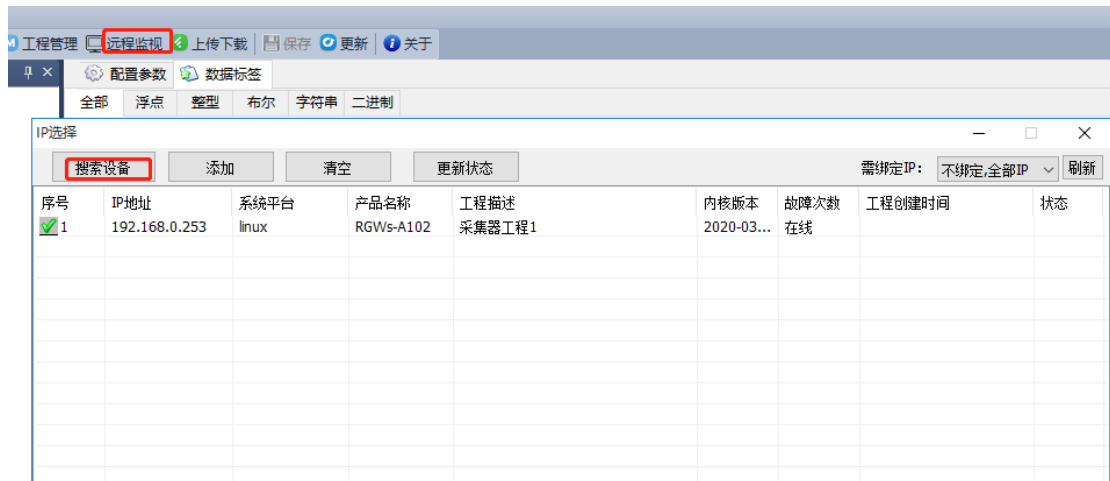 工程管理 远程监视 上传下载 保存 更新 关于
配置参数 数据标签
全部 浮点 整型 布尔 字符串 二进制
IP选择
搜索设备 添加 清空 更新状态 需绑定IP: 不绑定,全部IP 刷新
序号 IP地址 系统平台 产品名称 工程描述 内核版本 故障次数 工程创建时间 状态
1 192.168.0.253 linux RGWs-A102 采集器工程1 2020-03... 在线